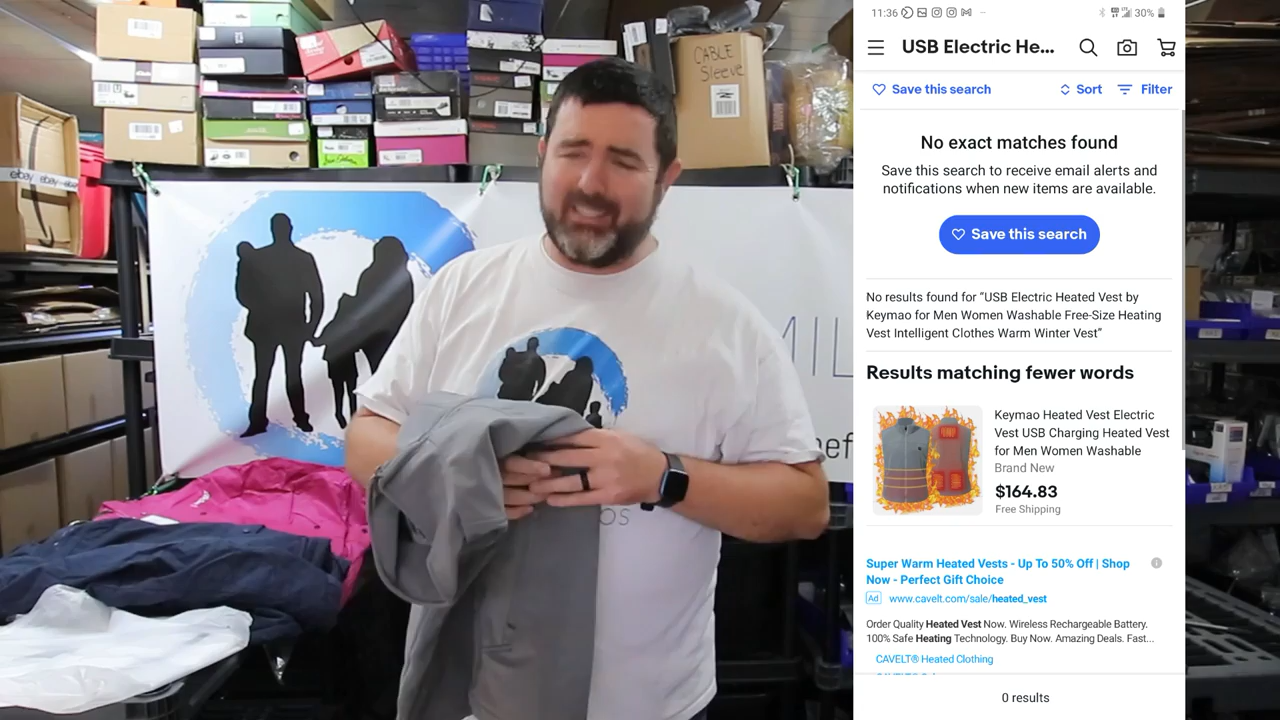 CABLE
Sleeve
ebay ebay eb
MIL
ef
OS
11:36
30%
USB Electric He...
Save this search
Sort
Filter
No exact matches found
Save this search to receive email alerts and
notifications when new items are available.
Save this search
No results found for “USB Electric Heated Vest by
Keymao for Men Women Washable Free-Size Heating
Vest Intelligent Clothes Warm Winter Vest”
Results matching fewer words
Keymao Heated Vest Electric
Vest USB Charging Heated Vest
for Men Women Washable
Brand New
$164.83
Free Shipping
Super Warm Heated Vests - Up To 50% Off | Shop
Now - Perfect Gift Choice
Ad www.cavelt.com/sale/heated_vest
Order Quality Heated Vest Now. Wireless Rechargeable Battery.
100% Safe Heating Technology. Buy Now. Amazing Deals. Fast...
CAVELT® Heated Clothing
0 results